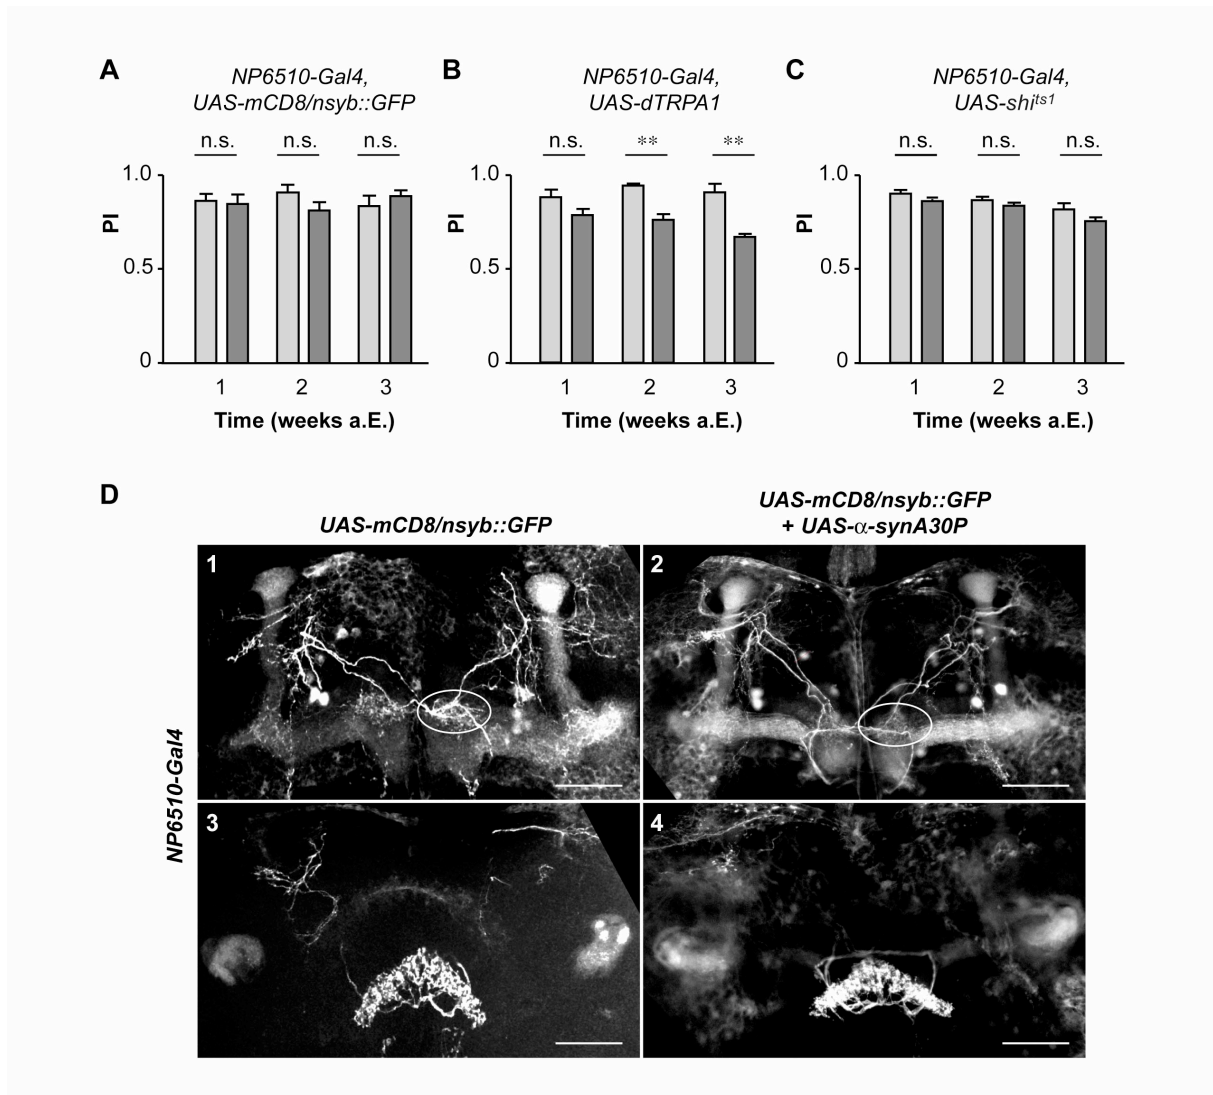 A
NP6510-Gal4,
UAS-mCD8/nsyb::GFP
n.s. n.s. n.s.
1.0
0.5
0
PI
1 2 3
Time (weeks a.E.)
B
NP6510-Gal4,
UAS-dTRPA1
n.s. ** **
1.0
0.5
0
PI
1 2 3
Time (weeks a.E.)
C
NP6510-Gal4,
UAS-shits1
n.s. n.s. n.s.
1.0
0.5
0
PI
1 2 3
Time (weeks a.E.)
D
UAS-mCD8/nsyb::GFP
UAS-mCD8/nsyb::GFP
+ UAS-α-synA30P
NP6510-Gal4
1
2
3
4